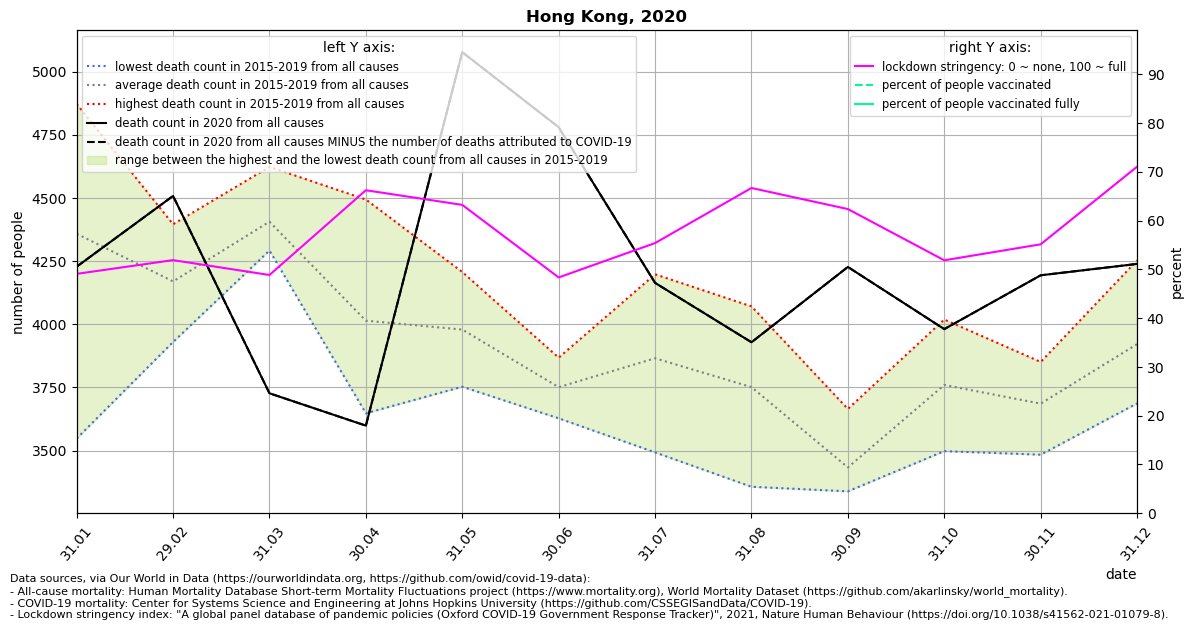 Hong Kong, 2020
left Y axis:
lowest death count in 2015-2019 from all causes
average death count in 2015-2019 from all causes
highest death count in 2015-2019 from all causes
death count in 2020 from all causes
death count in 2020 from all causes MINUS the number of deaths attributed to COVID-19
range between the highest and the lowest death count from all causes in 2015-2019
right Y axis:
lockdown stringency: 0 ~ none, 100 ~ full
percent of people vaccinated
percent of people vaccinated fully
number of people
5000
4750
4500
4250
4000
3750
3500
percent
90
80
70
60
50
40
30
20
10
0
31.01
29.02
31.03
30.04
31.05
30.06
31.07
31.08
30.09
31.10
30.11
31.12
date
Data sources, via Our World in Data (https://ourworldindata.org, https://github.com/owid/covid-19-data):
- All-cause mortality: Human Mortality Database Short-term Mortality Fluctuations project (https://www.mortality.org), World Mortality Dataset (https://github.com/akarlinsky/world_mortality).
- COVID-19 mortality: Center for Systems Science and Engineering at Johns Hopkins University (https://github.com/CSSEGISandData/COVID-19).
- Lockdown stringency index: "A global panel database of pandemic policies (Oxford COVID-19 Government Response Tracker)", 2021, Nature Human Behaviour (https://doi.org/10.1038/s41562-021-01079-8).